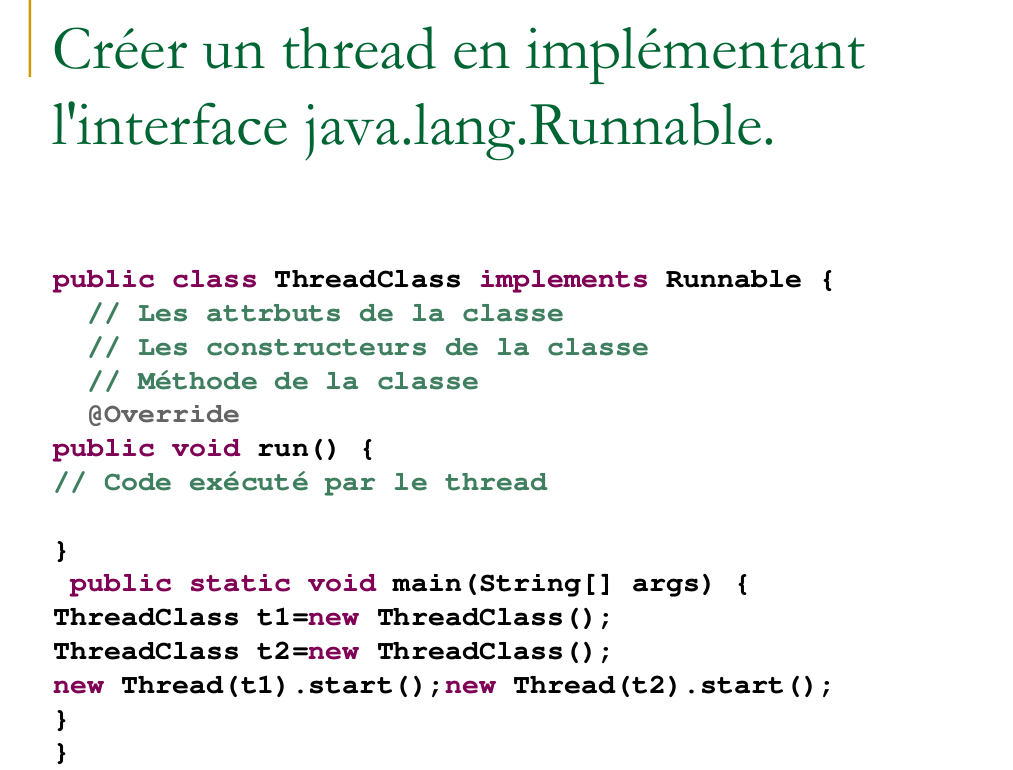 Créer un thread en implémentant
l'interface java.lang.Runnable.
public class ThreadClass implements Runnable {
// Les attrbuts de la classe
// Les constructeurs de la classe
// Méthode de la classe
@Override
public void run() {
// Code exécuté par le thread
}
public static void main(String[] args) {
ThreadClass t1=new ThreadClass();
ThreadClass t2=new ThreadClass();
new Thread(t1).start();new Thread(t2).start();
}
}